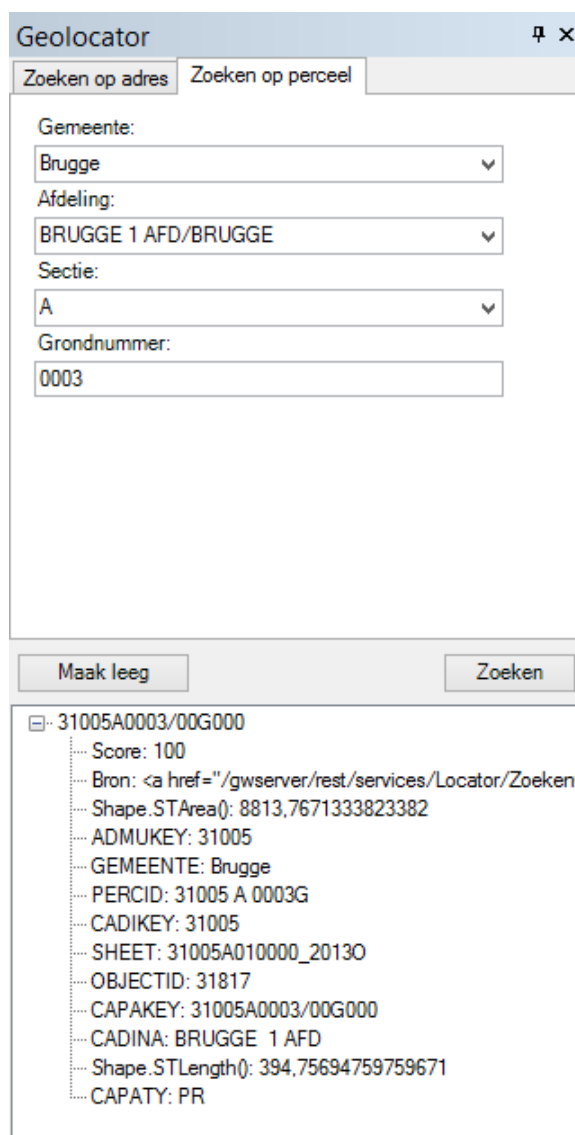 Geolocator
Zoeken op adres Zoeken op perceel
Gemeente:
Brugge
Afdeling:
BRUGGE 1 AFD/BRUGGE
Sectie:
A
Grondnummer:
0003
Maak leeg Zoeken
31005A0003/00G000
Score: 100
Bron: <a href="/gwserver/rest/services/Locator/Zoeken
Shape.STArea(): 8813,7671333823382
ADMUKEY: 31005
GEMEENTE: Brugge
PERCID: 31005 A 0003G
CADIKEY: 31005
SHEET: 31005A010000_2013O
OBJECTID: 31817
CAPAKEY: 31005A0003/00G000
CADINA: BRUGGE  1 AFD
Shape.STLength(): 394,75694759759671
CAPATY: PR